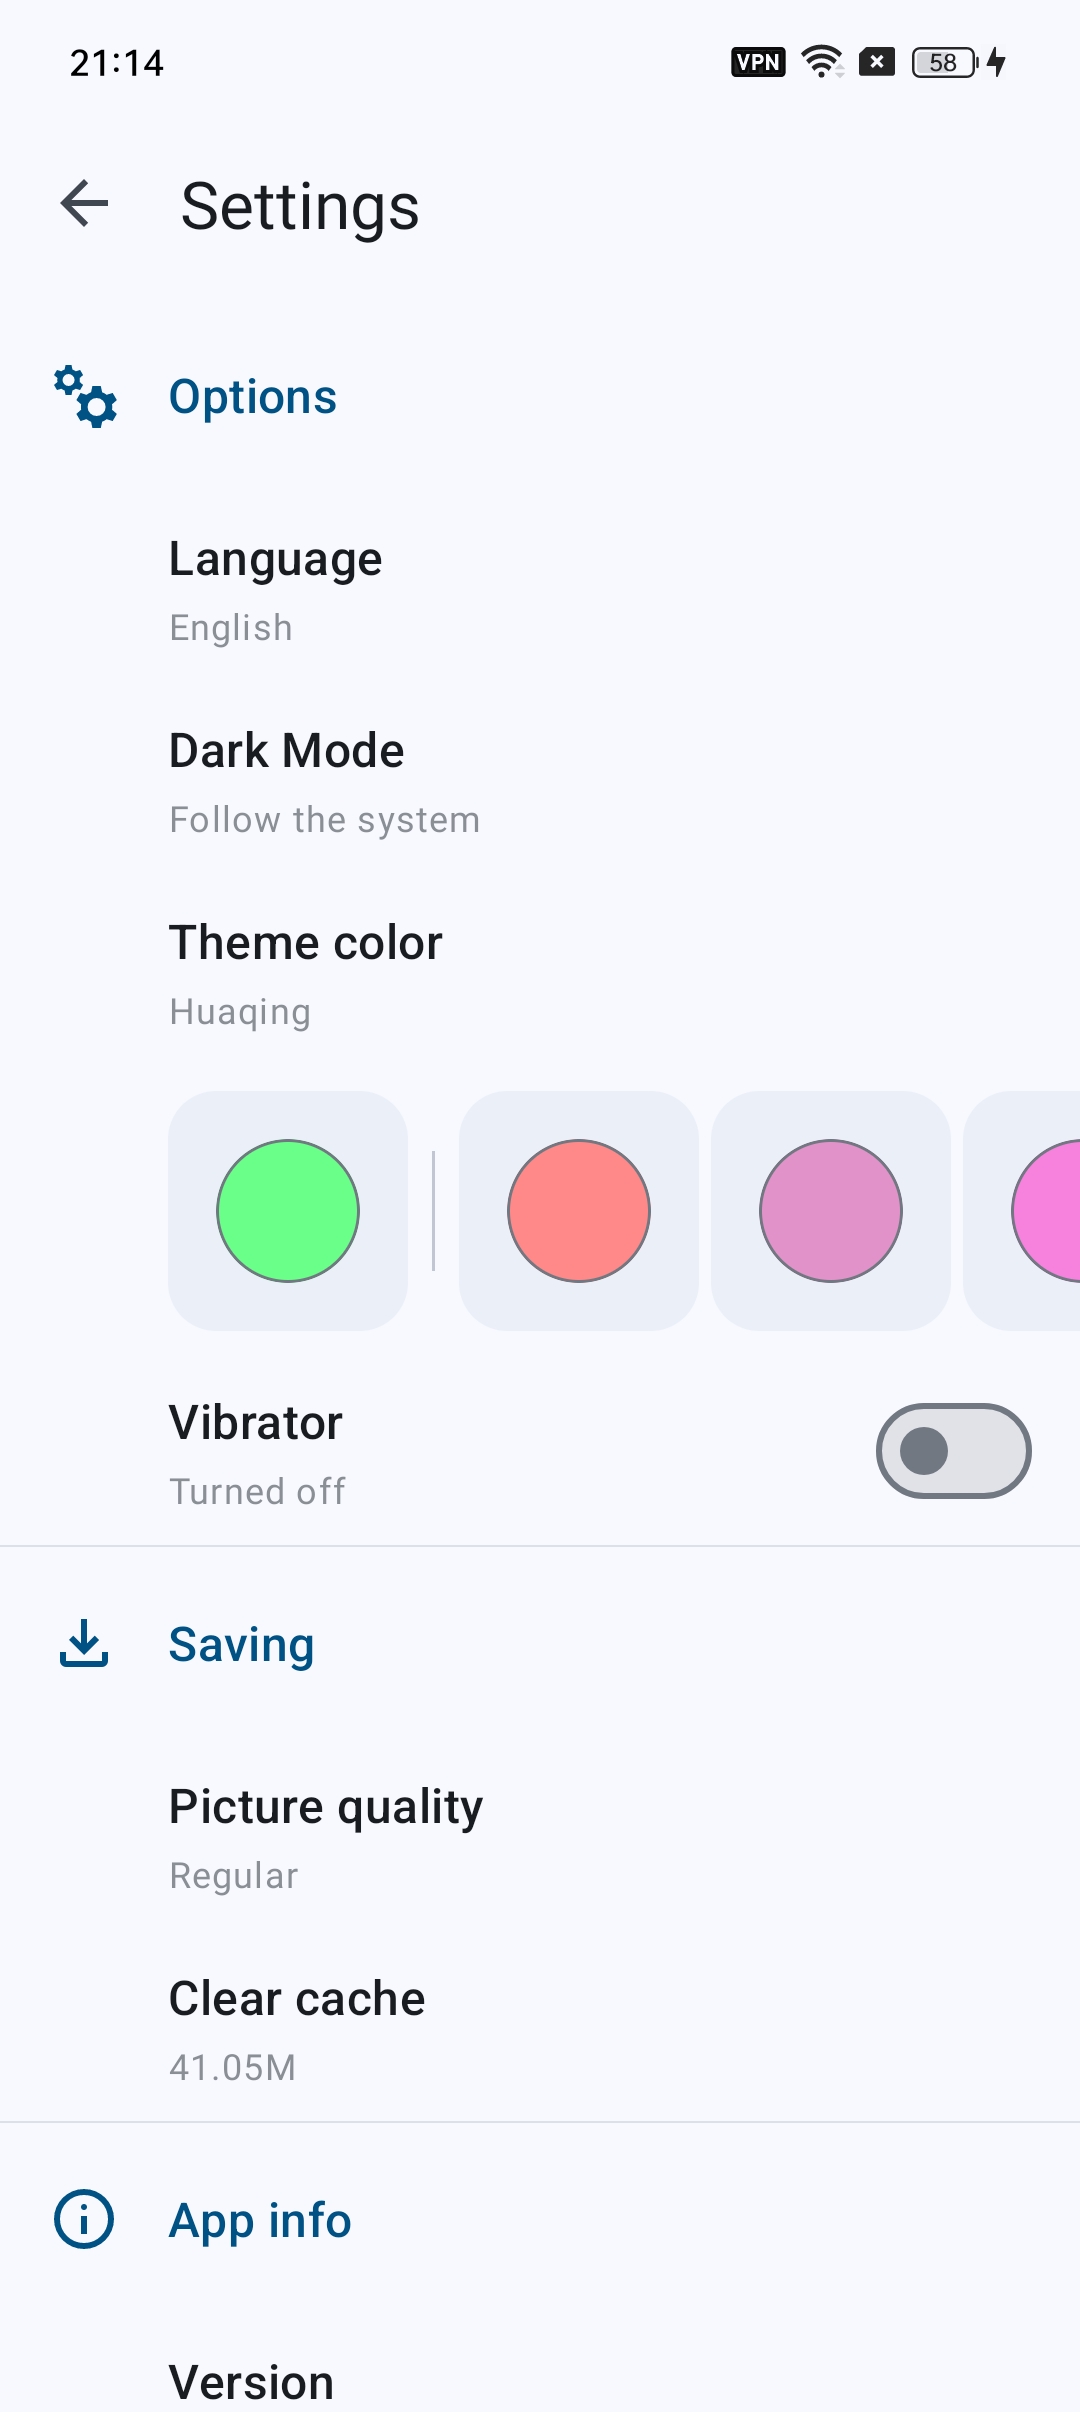 21:14
VPN
58
Settings
Options
Language
English
Dark Mode
Follow the system
Theme color
Huaqing
Vibrator
Turned off
Saving
Picture quality
Regular
Clear cache
41.05M
App info
Version